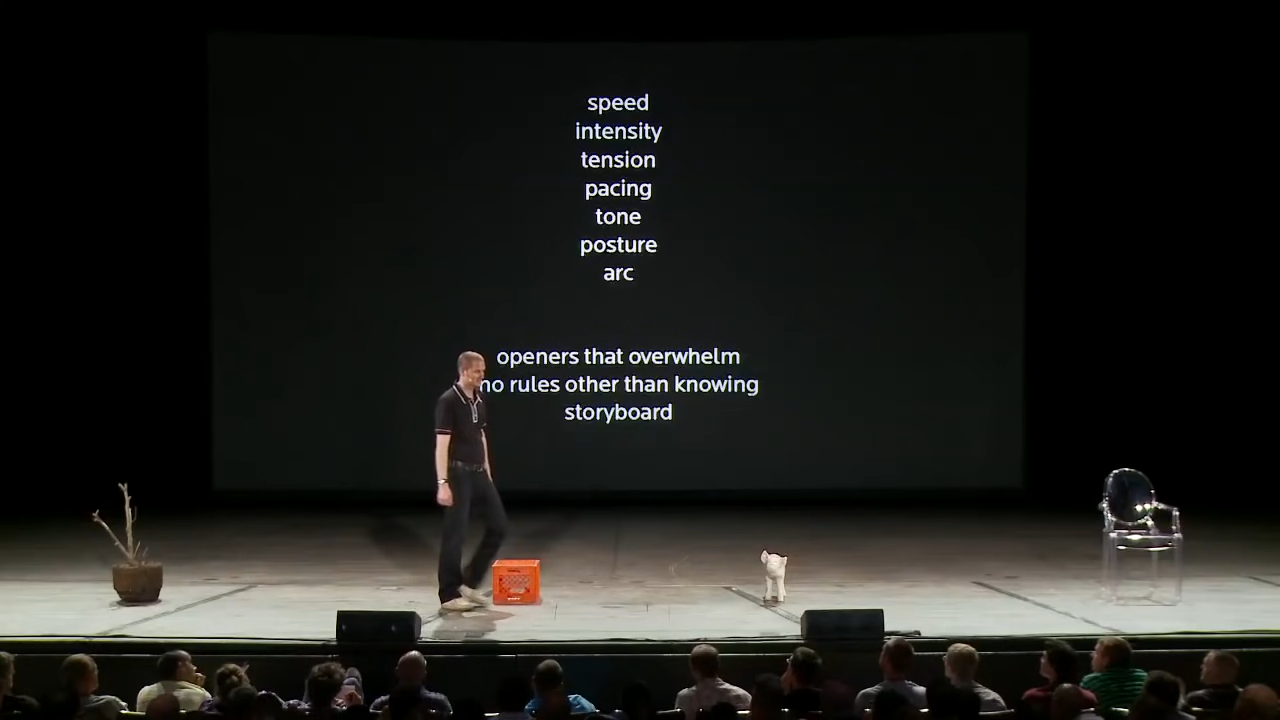 speed
intensity
tension
pacing
tone
posture
arc
openers that overwhelm
no rules other than knowing
storyboard